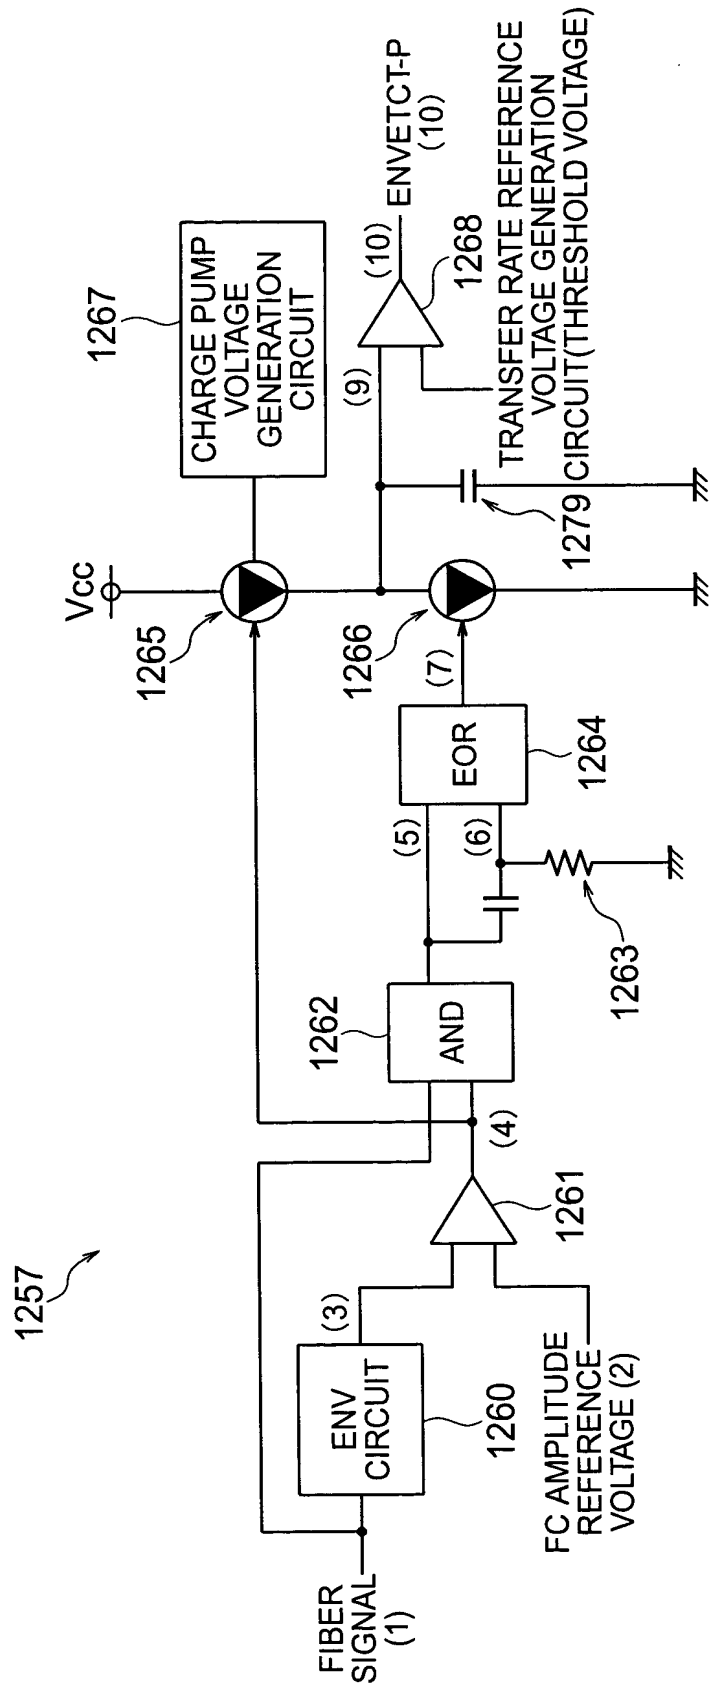 1257
FIBER
SIGNAL
(1)
ENV
CIRCUIT
1260
(3)
FC AMPLITUDE
REFERENCE
VOLTAGE (2)
1261
(4)
AND
1262
(5)
(6)
1263
EOR
1264
(7)
Vcc
1265
1266
CHARGE PUMP
VOLTAGE
GENERATION
CIRCUIT
1267
1279
(9)
1268
(10)
ENVETCT-P
(10)
TRANSFER RATE REFERENCE
VOLTAGE GENERATION
CIRCUIT(THRESHOLD VOLTAGE)